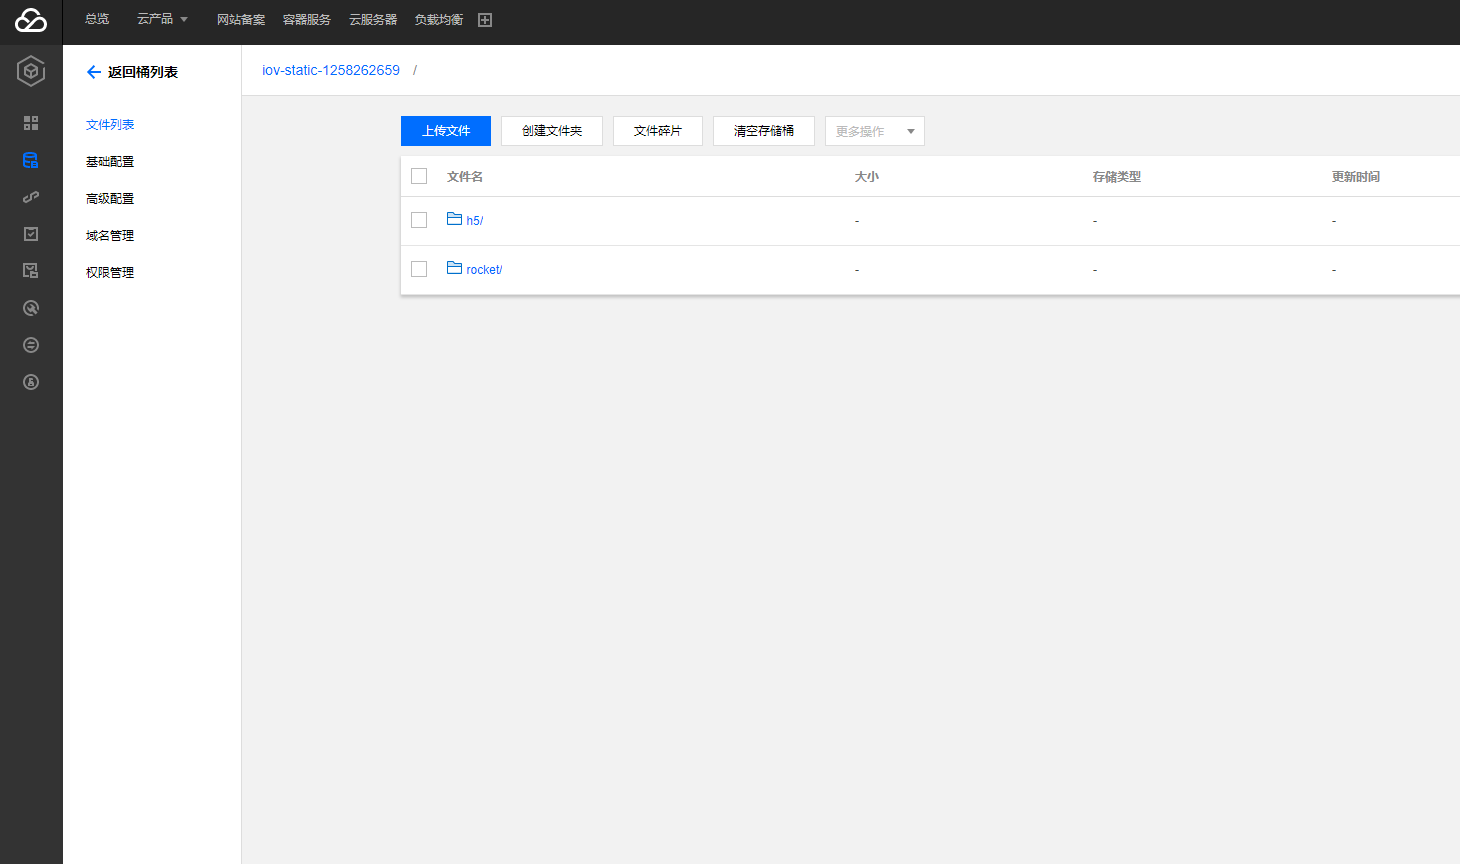 总览 云产品 网站备案 容器服务 云服务器 负载均衡
返回桶列表
文件列表
基础配置
高级配置
域名管理
权限管理
iov-static-1258262659 /
上传文件 创建文件夹 文件碎片 清空存储桶 更多操作
文件名 大小 存储类型 更新时间
h5/ - - -
rocket/ - - -